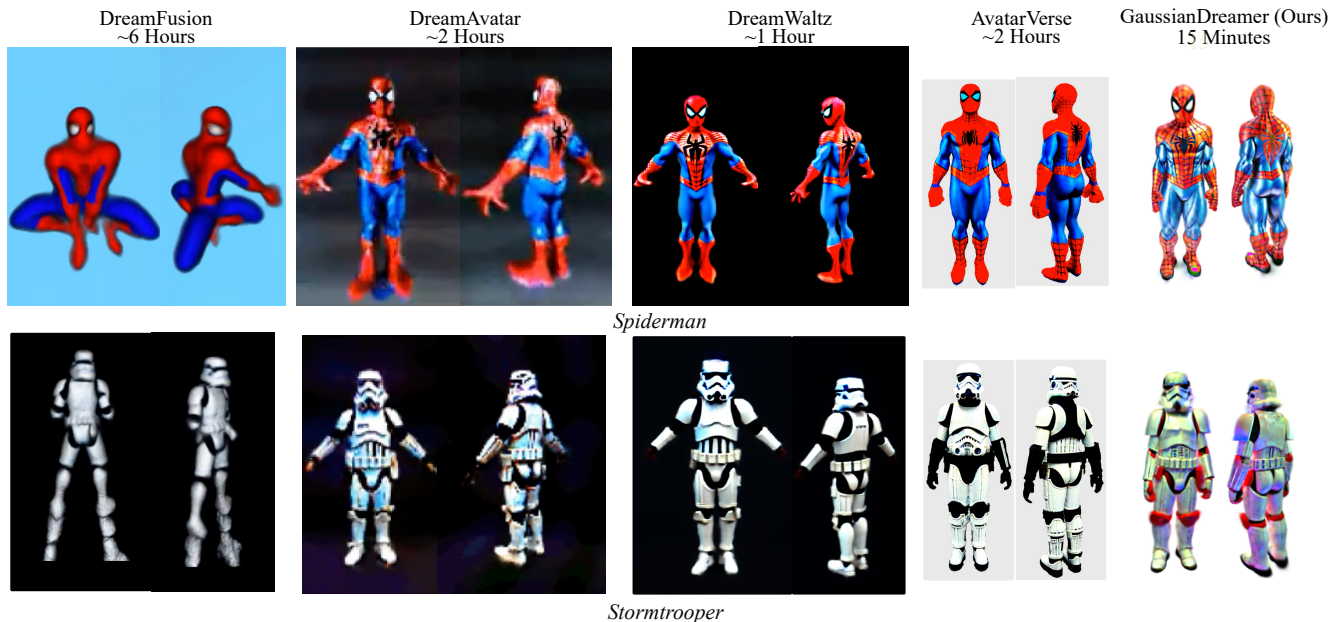 DreamFusion
~6 Hours
DreamAvatar
~2 Hours
DreamWaltz
~1 Hour
AvatarVerse
~2 Hours
GaussianDreamer (Ours)
15 Minutes
Spiderman
Stormtrooper